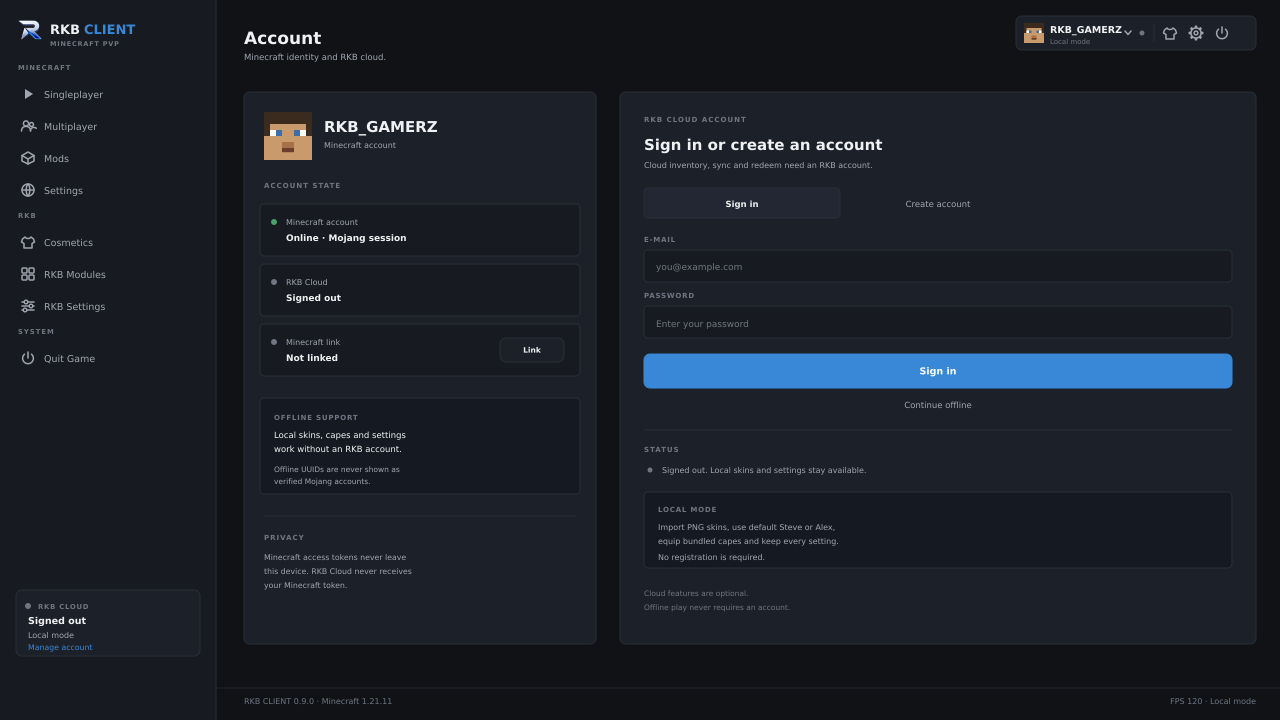 RKB CLIENT
MINECRAFT PVP
MINECRAFT
Singleplayer
Multiplayer
Mods
Settings
RKB
Cosmetics
RKB Modules
RKB Settings
SYSTEM
Quit Game
RKB CLOUD
Signed out
Local mode
Manage account
Account
Minecraft identity and RKB cloud.
RKB_GAMERZ
Local mode
RKB_GAMERZ
Minecraft account
ACCOUNT STATE
Minecraft account
Online · Mojang session
RKB Cloud
Signed out
Minecraft link
Not linked
Link
OFFLINE SUPPORT
Local skins, capes and settings
work without an RKB account.
Offline UUIDs are never shown as
verified Mojang accounts.
PRIVACY
Minecraft access tokens never leave
this device. RKB Cloud never receives
your Minecraft token.
RKB CLOUD ACCOUNT
Sign in or create an account
Cloud inventory, sync and redeem need an RKB account.
Sign in
Create account
E-MAIL
you@example.com
PASSWORD
Enter your password
Sign in
Continue offline
STATUS
Signed out. Local skins and settings stay available.
LOCAL MODE
Import PNG skins, use default Steve or Alex,
equip bundled capes and keep every setting.
No registration is required.
Cloud features are optional.
Offline play never requires an account.
RKB CLIENT 0.9.0 · Minecraft 1.21.11
FPS 120 · Local mode